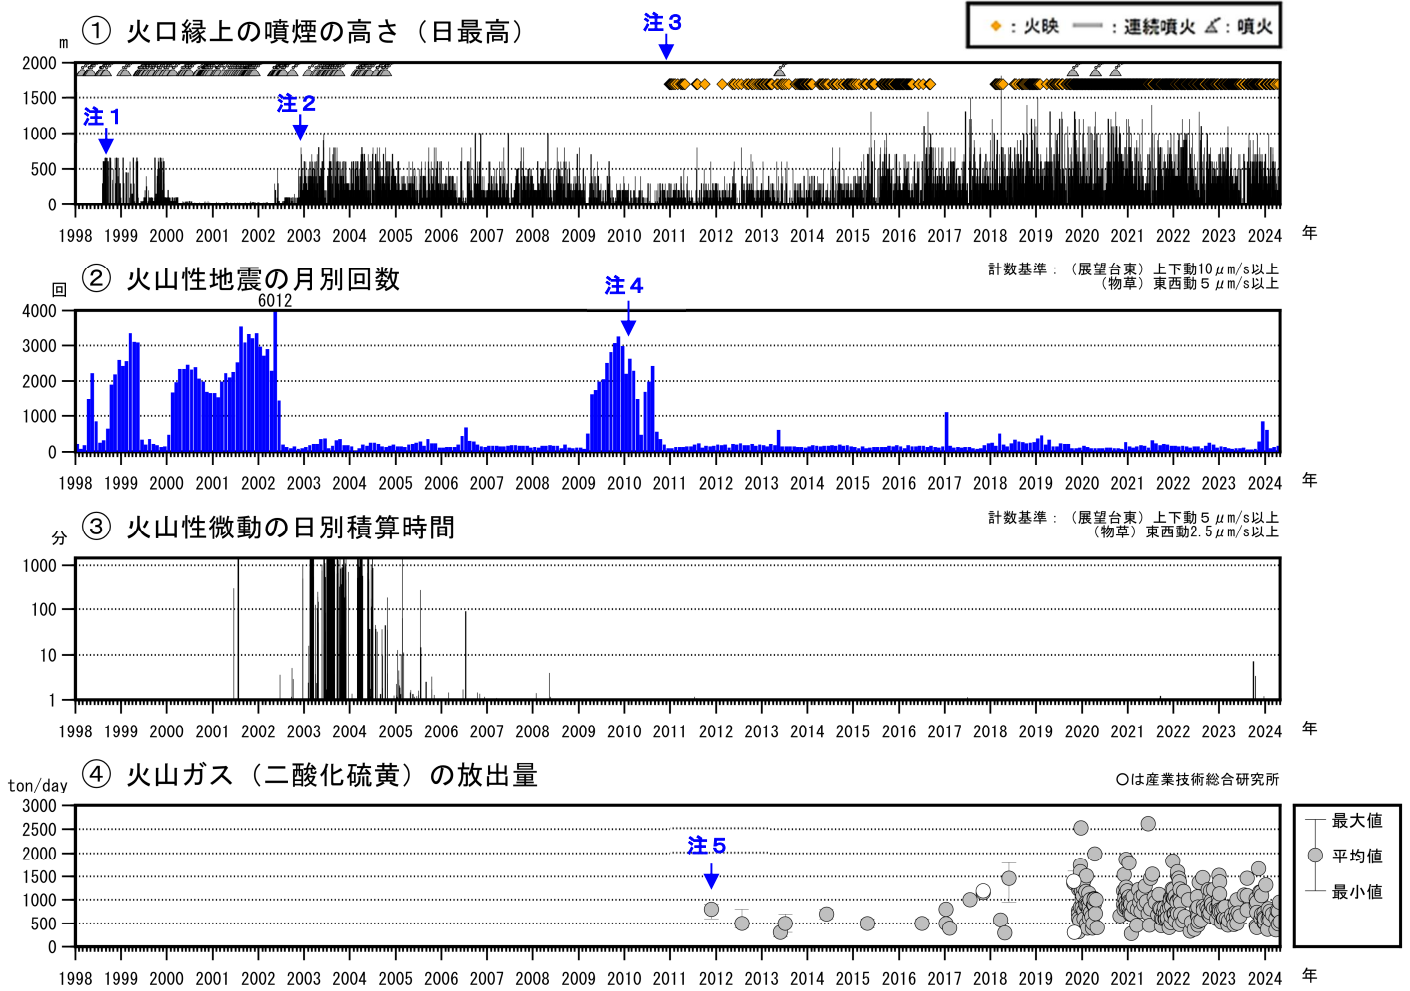 ① 火口縁上の噴煙の高さ（日最高）
注３
◆：火映 ═：連続噴火 ：噴火
m
2000
1500
1000
500
0
注１
注２
1998 1999 2000 2001 2002 2003 2004 2005 2006 2007 2008 2009 2010 2011 2012 2013 2014 2015 2016 2017 2018 2019 2020 2021 2022 2023 2024 年
② 火山性地震の月別回数
計数基準：（展望台東）上下動10μm/s以上
（物草）東西動５μm/s以上
回
6012
注４
4000
3000
2000
1000
0
1998 1999 2000 2001 2002 2003 2004 2005 2006 2007 2008 2009 2010 2011 2012 2013 2014 2015 2016 2017 2018 2019 2020 2021 2022 2023 2024 年
③ 火山性微動の日別積算時間
計数基準：（展望台東）上下動５μm/s以上
（物草）東西動2.5μm/s以上
分
1000
100
10
1
1998 1999 2000 2001 2002 2003 2004 2005 2006 2007 2008 2009 2010 2011 2012 2013 2014 2015 2016 2017 2018 2019 2020 2021 2022 2023 2024 年
④ 火山ガス（二酸化硫黄）の放出量
○は産業技術総合研究所
ton/day
3000
2500
2000
1500
1000
500
0
注５
最大値
平均値
最小値
1998 1999 2000 2001 2002 2003 2004 2005 2006 2007 2008 2009 2010 2011 2012 2013 2014 2015 2016 2017 2018 2019 2020 2021 2022 2023 2024 年